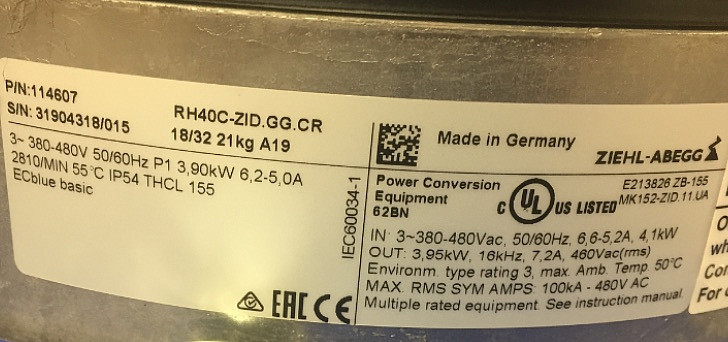 P/N:114607
S/N: 31904318/015
RH40C-ZID.GG.CR
18/32 21kg A19
3~ 380-480V 50/60Hz P1 3,90kW 6,2-5,0A
2810/MIN 55°C IP54 THCL 155
ECblue basic
IEC60034-1
EAC CE
Made in Germany
ZIEHL-ABEGG
Power Conversion
Equipment
62BN
C UL US LISTED
E213826 ZB-155
MK152-ZID.11.UA
IN: 3~380-480Vac, 50/60Hz, 6,6-5,2A, 4,1kW
OUT: 3,95kW, 16kHz, 7,2A, 460Vac(rms)
Environm. type rating 3, max. Amb. Temp. 50°C
MAX. RMS SYM AMPS: 100kA - 480V AC
Multiple rated equipment. See instruction manual.
wh
Con
For